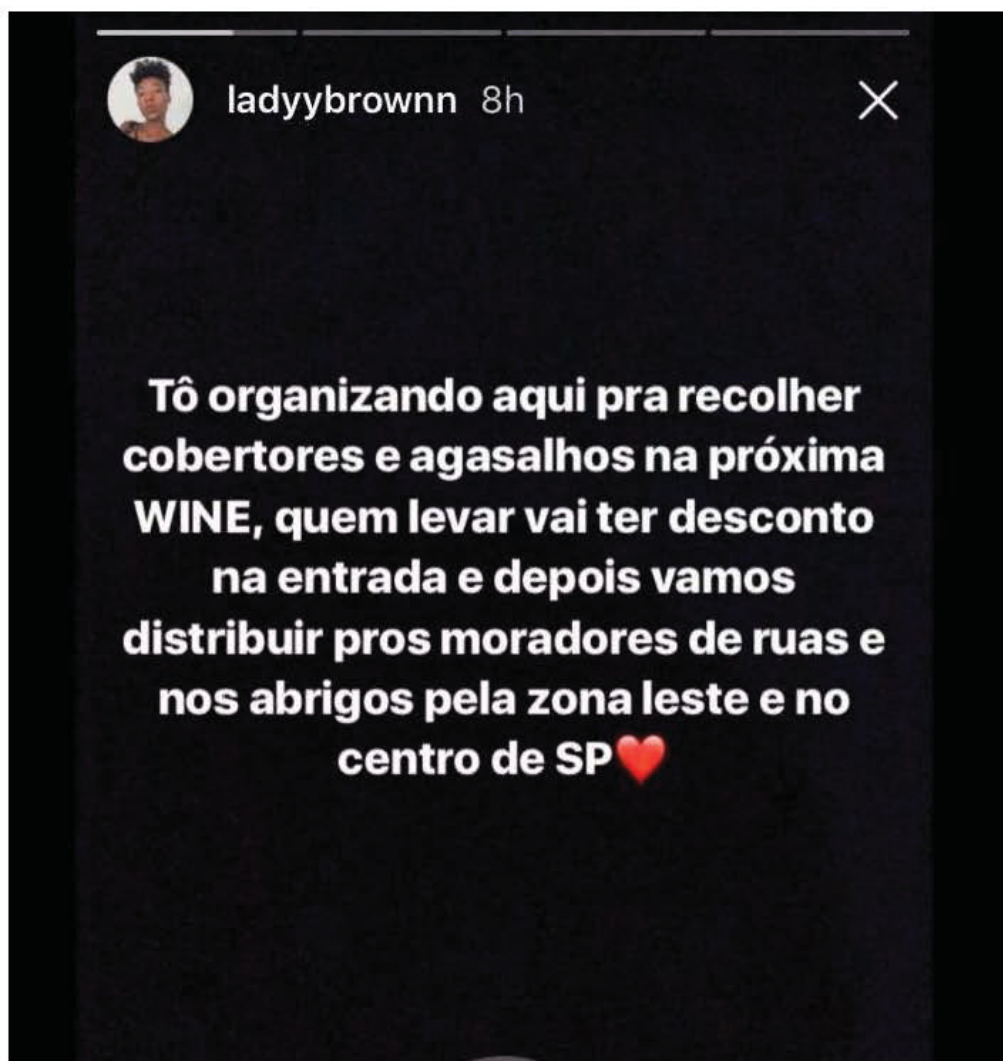 ladyybrownn 8h
Tô organizando aqui pra recolher
cobertores e agasalhos na próxima
WINE, quem levar vai ter desconto
na entrada e depois vamos
distribuir pros moradores de ruas e
nos abrigos pela zona leste e no
centro de SP❤️